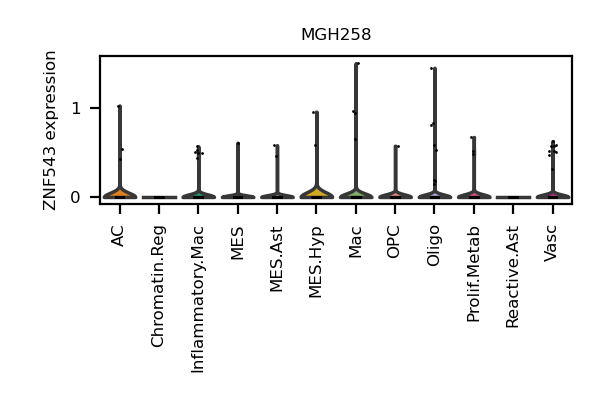 MGH258
ZNF543 expression
1
0
AC
Chromatin.Reg
Inflammatory.Mac
MES
MES.Ast
MES.Hyp
Mac
OPC
Oligo
Prolif.Metab
Reactive.Ast
Vasc